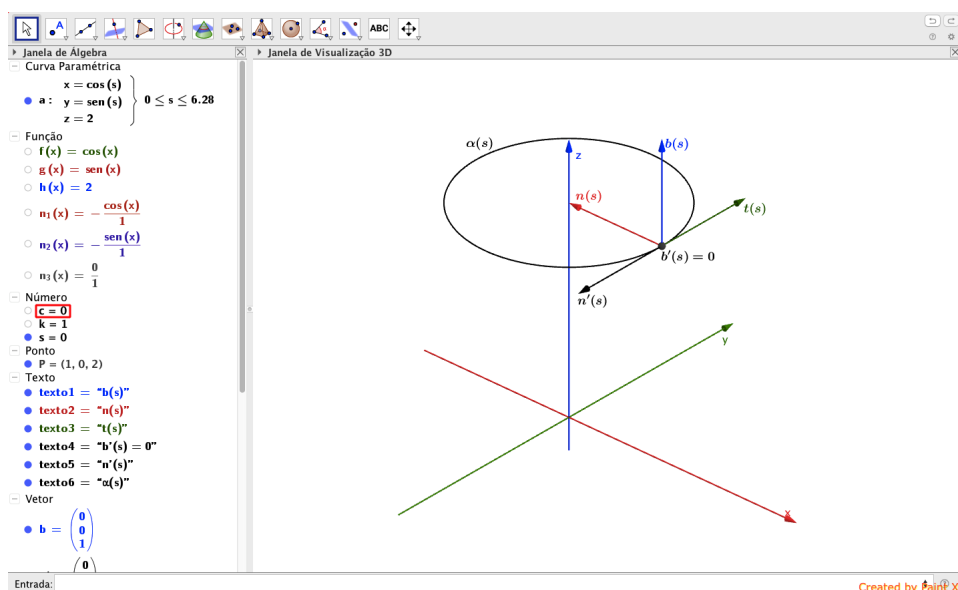 ABC
Janela de Álgebra
Janela de Visualização 3D
Curva Paramétrica
x = cos (s)
a : y = sen (s) 0 ≤ s ≤ 6.28
z = 2
Função
f(x) = cos(x)
g(x) = sen (x)
h(x) = 2
n₁(x) = − cos(x)/1
n₂(x) = − sen(x)/1
n₃(x) = 0/1
Número
c = 0
k = 1
s = 0
Ponto
P = (1, 0, 2)
Texto
texto1 = “b(s)”
texto2 = “n(s)”
texto3 = “t(s)”
texto4 = “b’(s) = 0”
texto5 = “n’(s)”
texto6 = “α(s)”
Vetor
0
b = 0
1
0
α(s)
z
b(s)
n(s)
t(s)
b′(s) = 0
n′(s)
y
x
Entrada:
Created by Paint X